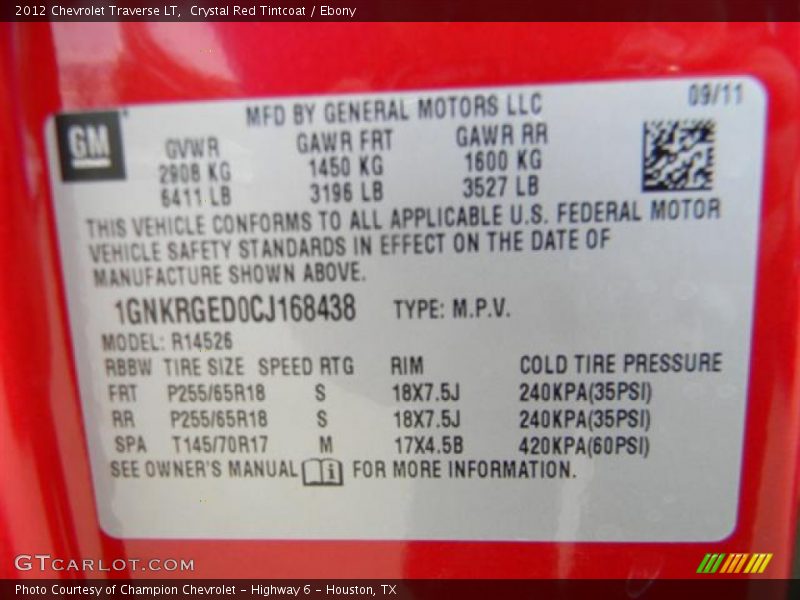 2012 Chevrolet Traverse LT,  Crystal Red Tintcoat / Ebony
09/11
MFD BY GENERAL MOTORS LLC
GM
GVWR GAWR FRT GAWR RR
2908 KG 1450 KG 1600 KG
6411 LB 3196 LB 3527 LB
THIS VEHICLE CONFORMS TO ALL APPLICABLE U.S. FEDERAL MOTOR
VEHICLE SAFETY STANDARDS IN EFFECT ON THE DATE OF
MANUFACTURE SHOWN ABOVE.
1GNKRGED0CJ168438 TYPE: M.P.V.
MODEL: R14526
RBBW TIRE SIZE SPEED RTG RIM COLD TIRE PRESSURE
FRT P255/65R18 S 18X7.5J 240KPA(35PSI)
RR P255/65R18 S 18X7.5J 240KPA(35PSI)
SPA T145/70R17 M 17X4.5B 420KPA(60PSI)
SEE OWNER'S MANUAL i FOR MORE INFORMATION.
GTCARLOT.COM
Photo Courtesy of Champion Chevrolet - Highway 6 - Houston, TX